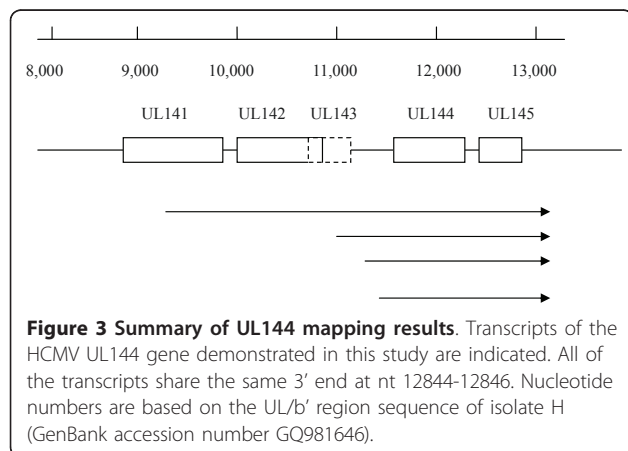 8,000 9,000 10,000 11,000 12,000 13,000
UL141 UL142 UL143 UL144 UL145
Figure 3 Summary of UL144 mapping results. Transcripts of the
HCMV UL144 gene demonstrated in this study are indicated. All of
the transcripts share the same 3' end at nt 12844-12846. Nucleotide
numbers are based on the UL/b' region sequence of isolate H
(GenBank accession number GQ981646).